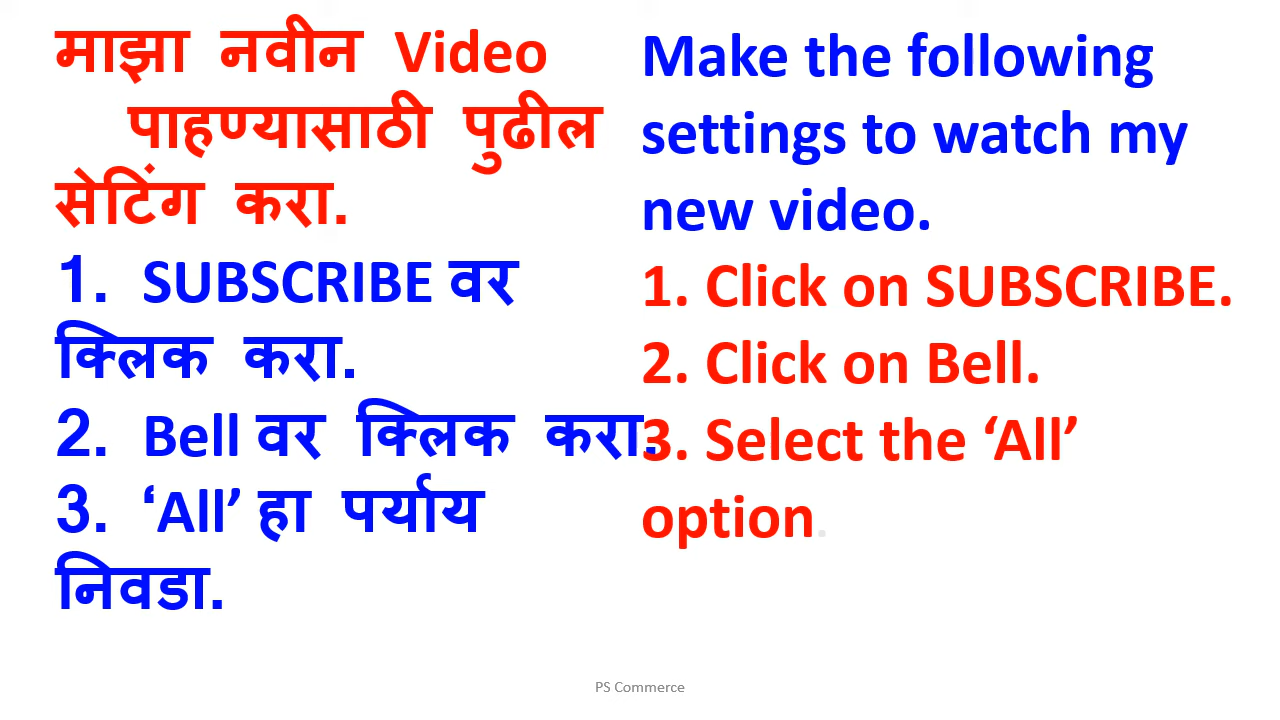 माझा नवीन Video
पाहण्यासाठी पुढील
सेटिंग करा.
1. SUBSCRIBE वर
क्लिक करा.
2. Bell वर क्लिक करा.
3. ‘All’ हा पर्याय
निवडा.
Make the following
settings to watch my
new video.
1. Click on SUBSCRIBE.
2. Click on Bell.
3. Select the ‘All’
option.
PS Commerce